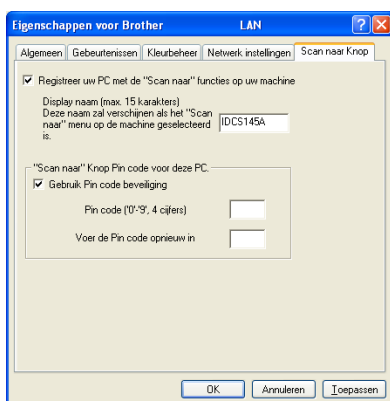 Eigenschappen voor Brother LAN
Algemeen Gebeurtenissen Kleurbeheer Netwerk instellingen Scan naar Knop
Registreer uw PC met de "Scan naar" functies op uw machine
Display naam (max. 15 karakters)
Deze naam zal verschijnen als het "Scan
naar" menu op de machine geselecteerd
is.
IDCS145A
"Scan naar" Knop Pin code voor deze PC.
Gebruik Pin code beveiliging
Pin code ('0'-'9', 4 cijfers)
Voer de Pin code opnieuw in
OK Annuleren Toepassen